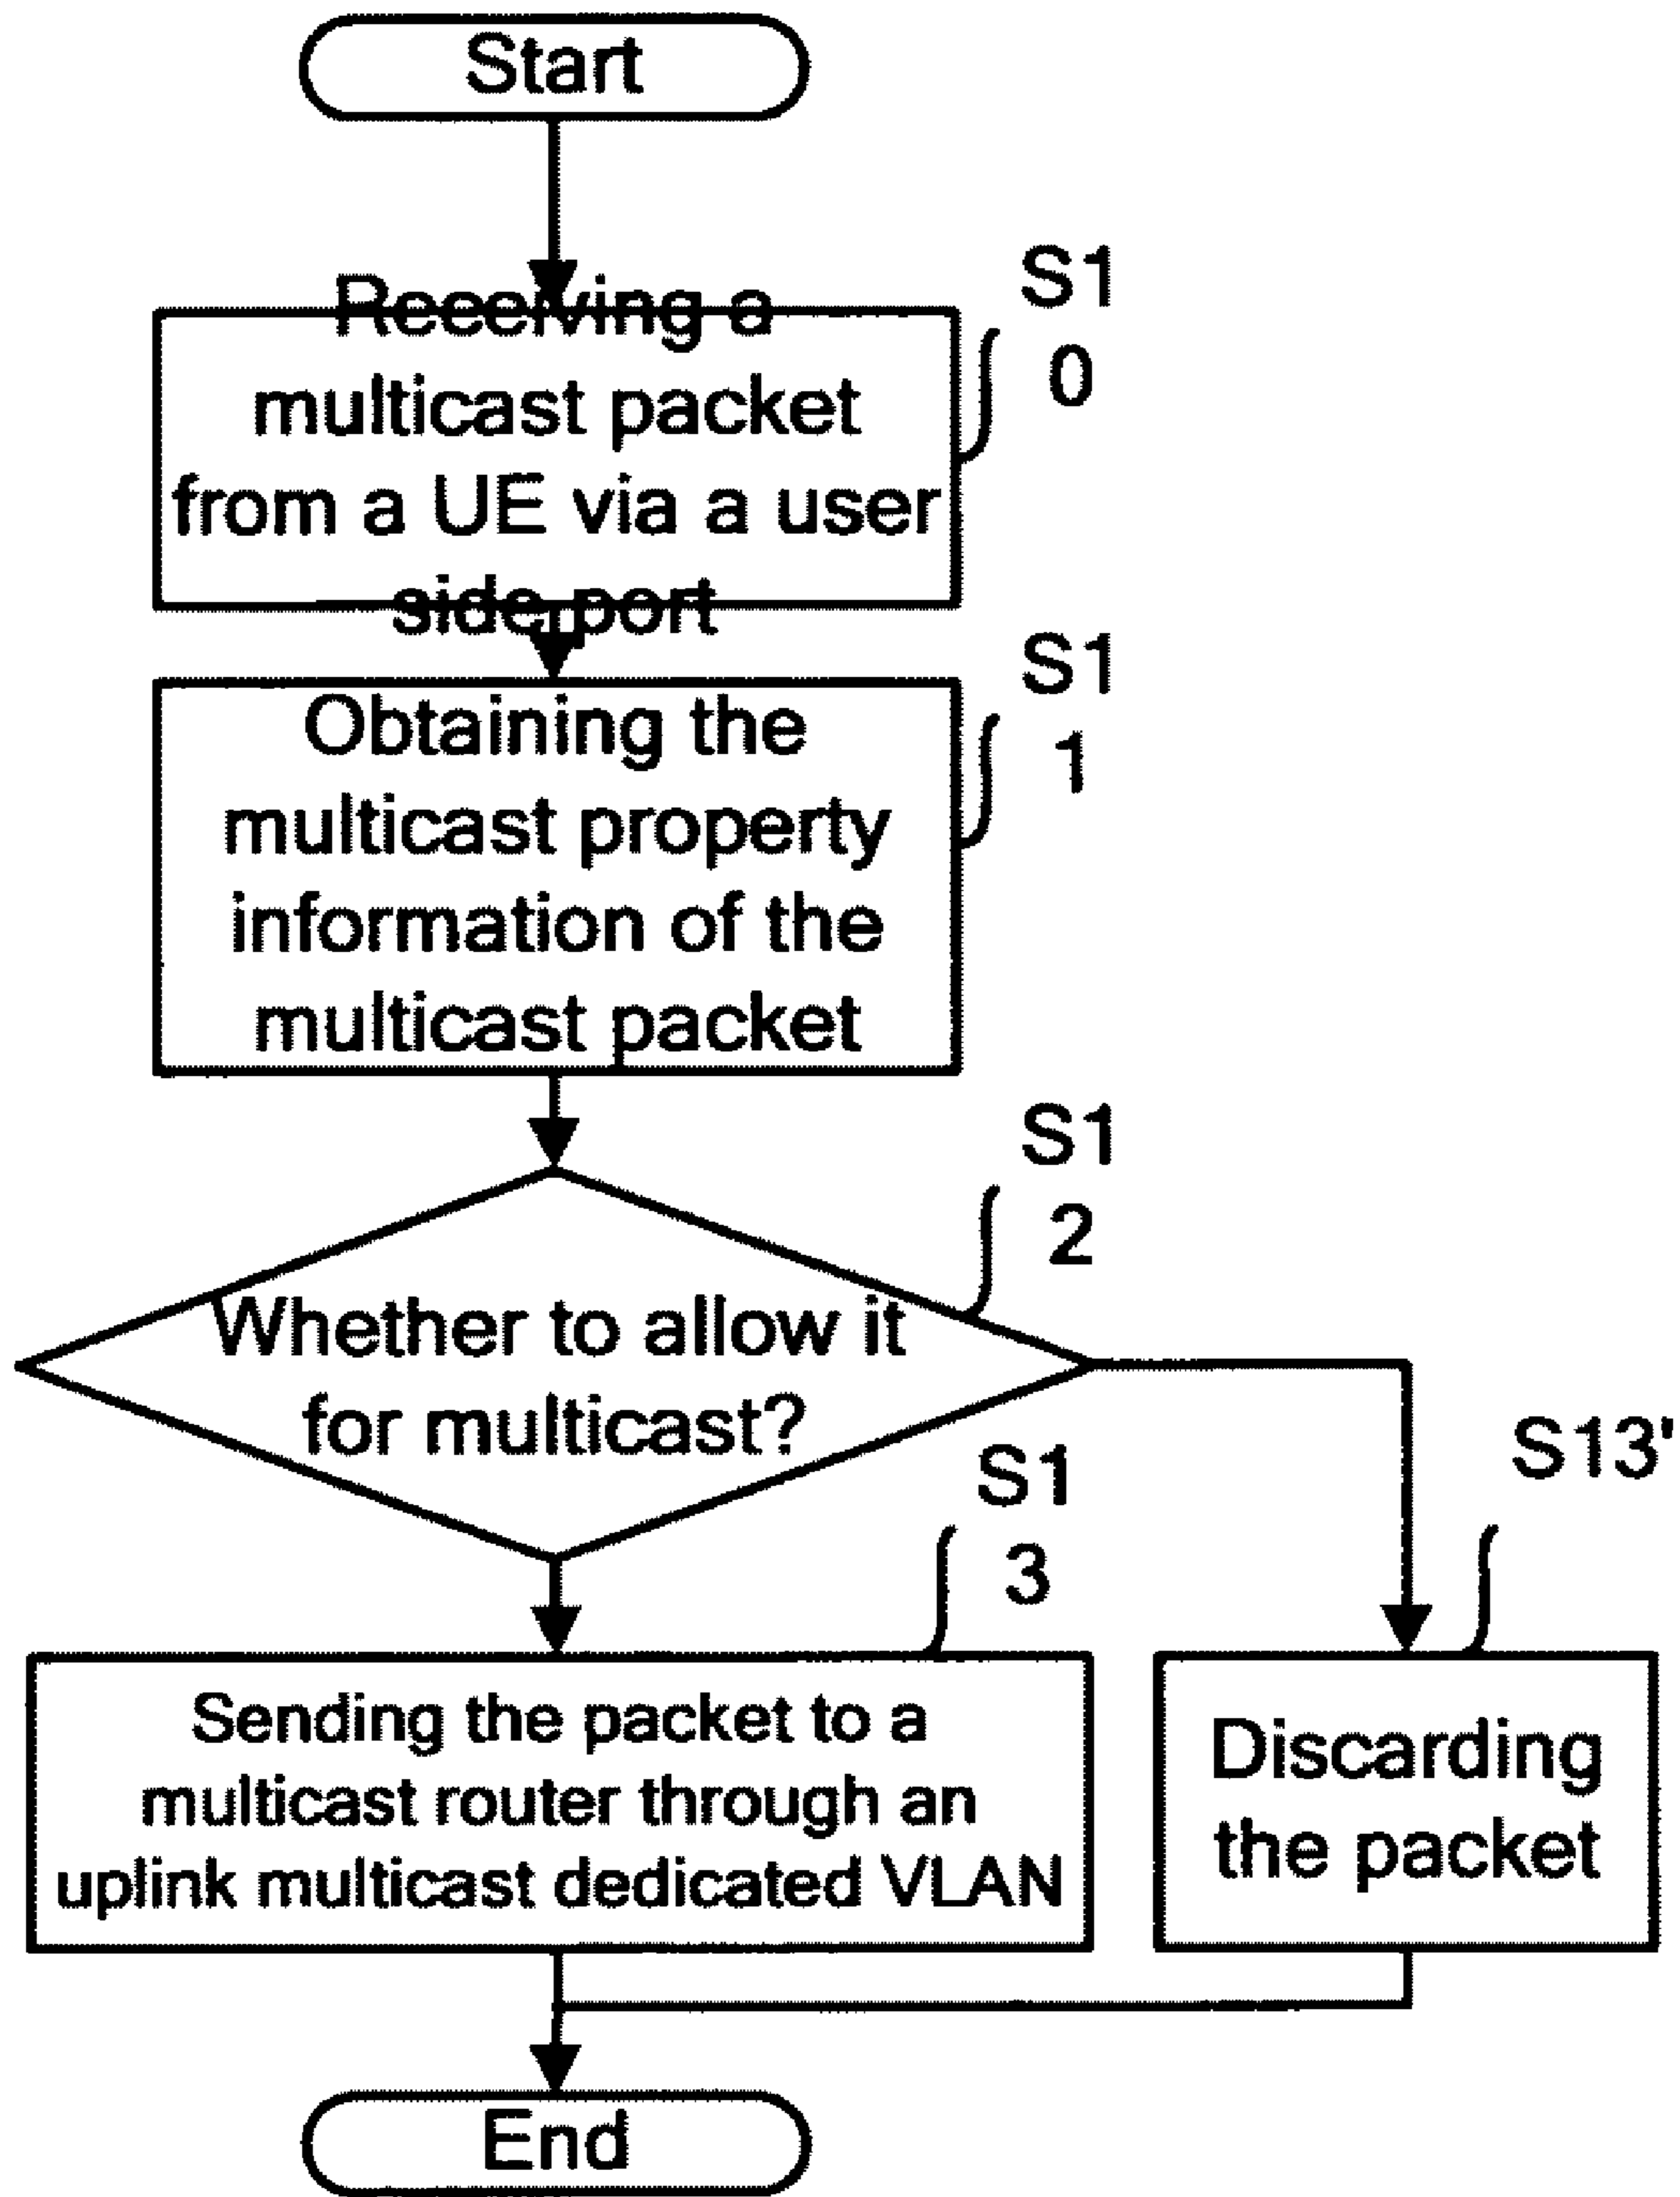 Start
Receiving a
multicast packet
from a UE via a user
side port
S1
0
Obtaining the
multicast property
information of the
multicast packet
S1
1
Whether to allow it
for multicast?
S1
2
Sending the packet to a
multicast router through an
uplink multicast dedicated VLAN
S1
3
Discarding
the packet
S13'
End